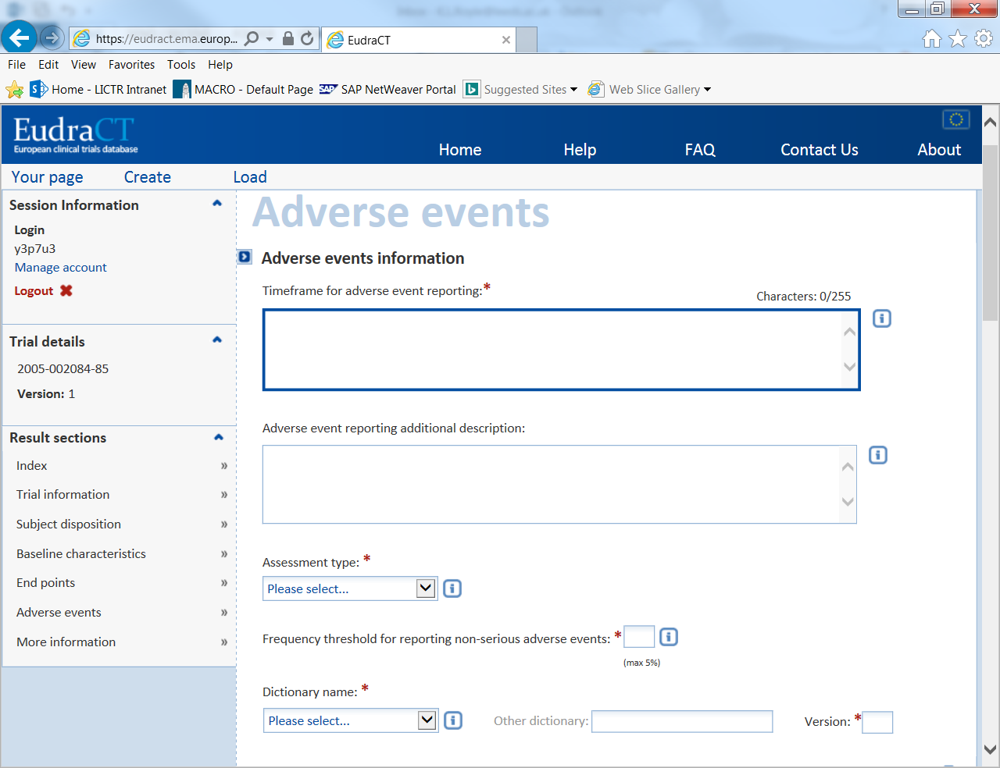 https://eudract.ema.europ...
EudraCT
File Edit View Favorites Tools Help
Home - LICTR Intranet MACRO - Default Page SAP NetWeaver Portal Suggested Sites Web Slice Gallery
EudraCT
European clinical trials database
Home Help FAQ Contact Us About
Your page Create Load
Session Information
Login
y3p7u3
Manage account
Logout
Trial details
2005-002084-85
Version: 1
Result sections
Index »
Trial information »
Subject disposition »
Baseline characteristics »
End points »
Adverse events »
More information »
Adverse events
Adverse events information
Timeframe for adverse event reporting:*
Characters: 0/255
Adverse event reporting additional description:
Assessment type: *
Please select...
Frequency threshold for reporting non-serious adverse events: *
(max 5%)
Dictionary name: *
Please select... Other dictionary: Version: *